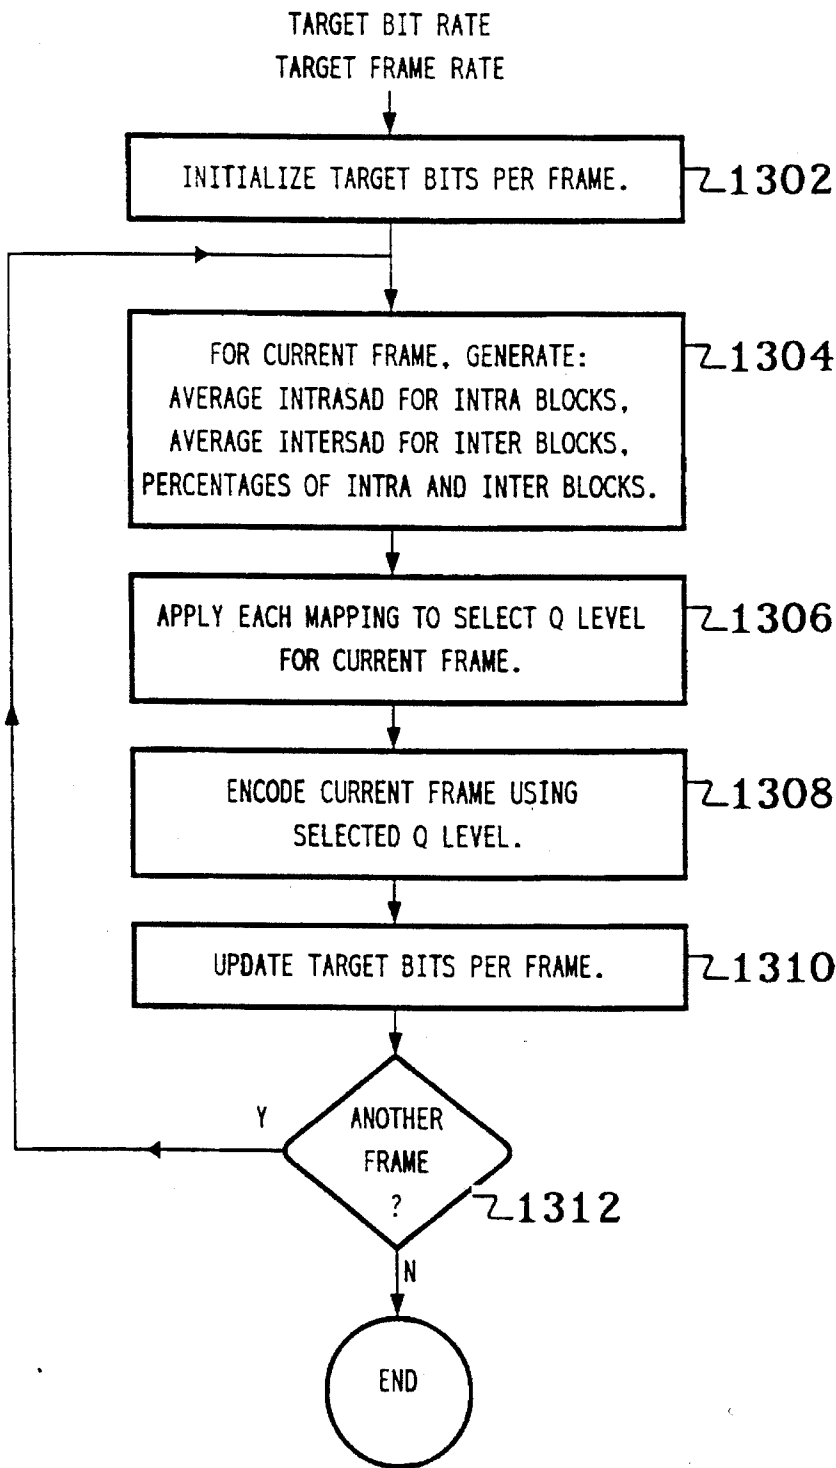 TARGET BIT RATE
TARGET FRAME RATE
INITIALIZE TARGET BITS PER FRAME.
1302
FOR CURRENT FRAME, GENERATE:
AVERAGE INTRASAD FOR INTRA BLOCKS,
AVERAGE INTERSAD FOR INTER BLOCKS,
PERCENTAGES OF INTRA AND INTER BLOCKS.
1304
APPLY EACH MAPPING TO SELECT Q LEVEL
FOR CURRENT FRAME.
1306
ENCODE CURRENT FRAME USING
SELECTED Q LEVEL.
1308
UPDATE TARGET BITS PER FRAME.
1310
Y
ANOTHER
FRAME
?
1312
N
END